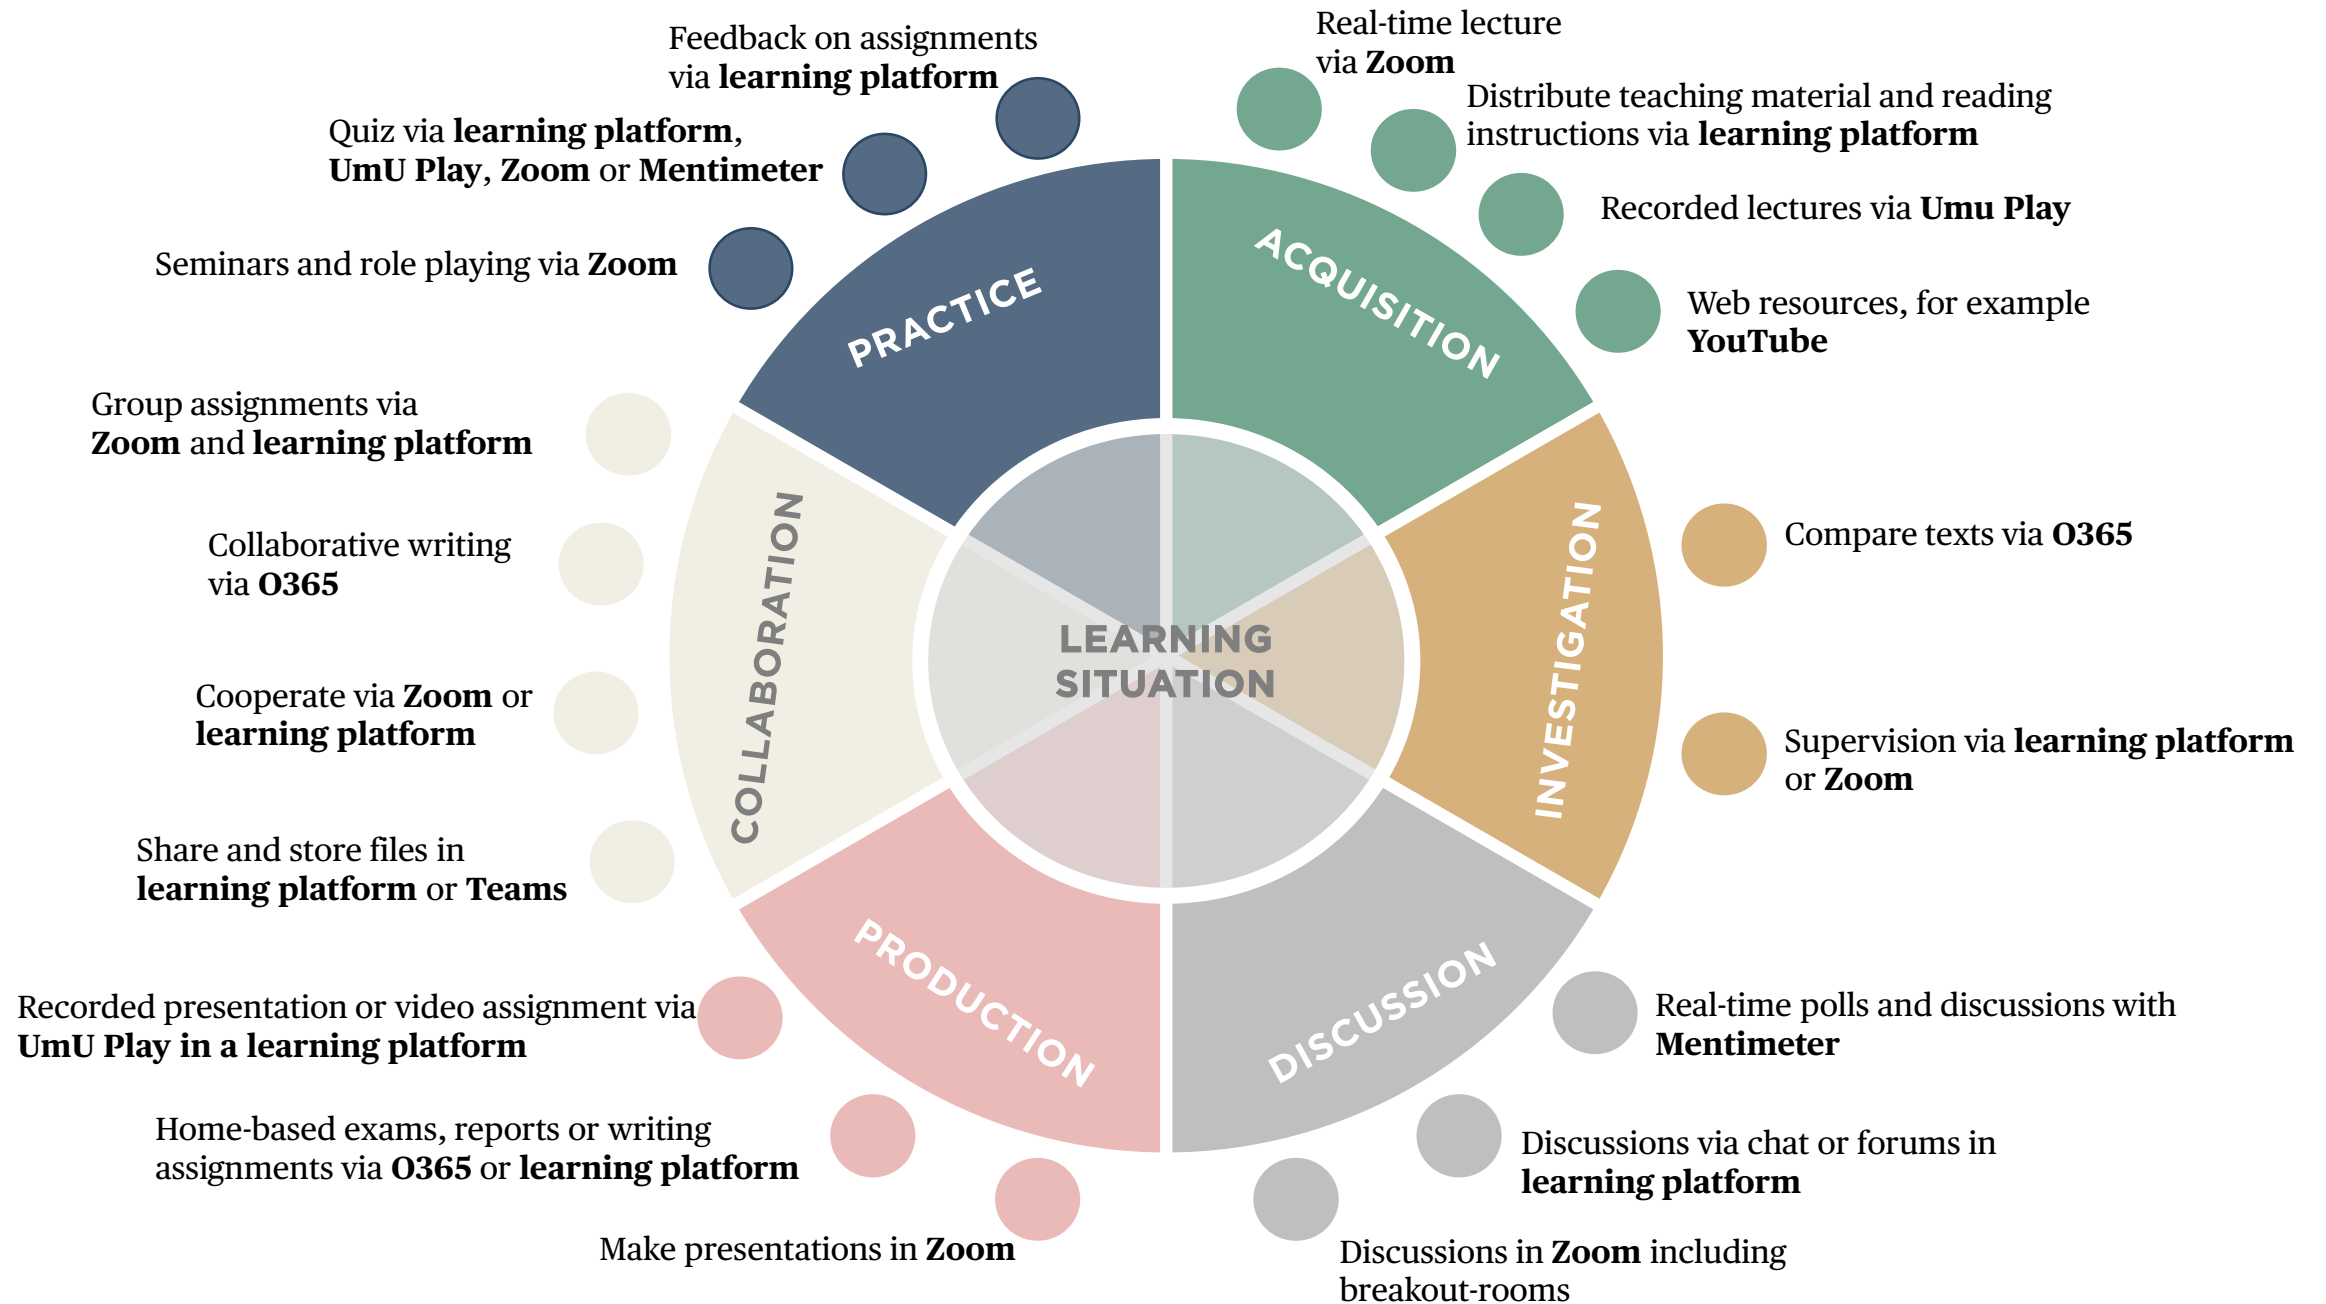 Feedback on assignments
via learning platform
Quiz via learning platform,
UmU Play, Zoom or Mentimeter
Seminars and role playing via Zoom
PRACTICE
Real-time lecture
via Zoom
Distribute teaching material and reading
instructions via learning platform
Recorded lectures via Umu Play
Web resources, for example
YouTube
ACQUISITION
Group assignments via
Zoom and learning platform
Collaborative writing
via O365
Cooperate via Zoom or
learning platform
Share and store files in
learning platform or Teams
COLLABORATION
LEARNING
SITUATION
INVESTIGATION
Compare texts via O365
Supervision via learning platform
or Zoom
Recorded presentation or video assignment via
UmU Play in a learning platform
Home-based exams, reports or writing
assignments via O365 or learning platform
Make presentations in Zoom
PRODUCTION
DISCUSSION
Real-time polls and discussions with
Mentimeter
Discussions via chat or forums in
learning platform
Discussions in Zoom including
breakout-rooms